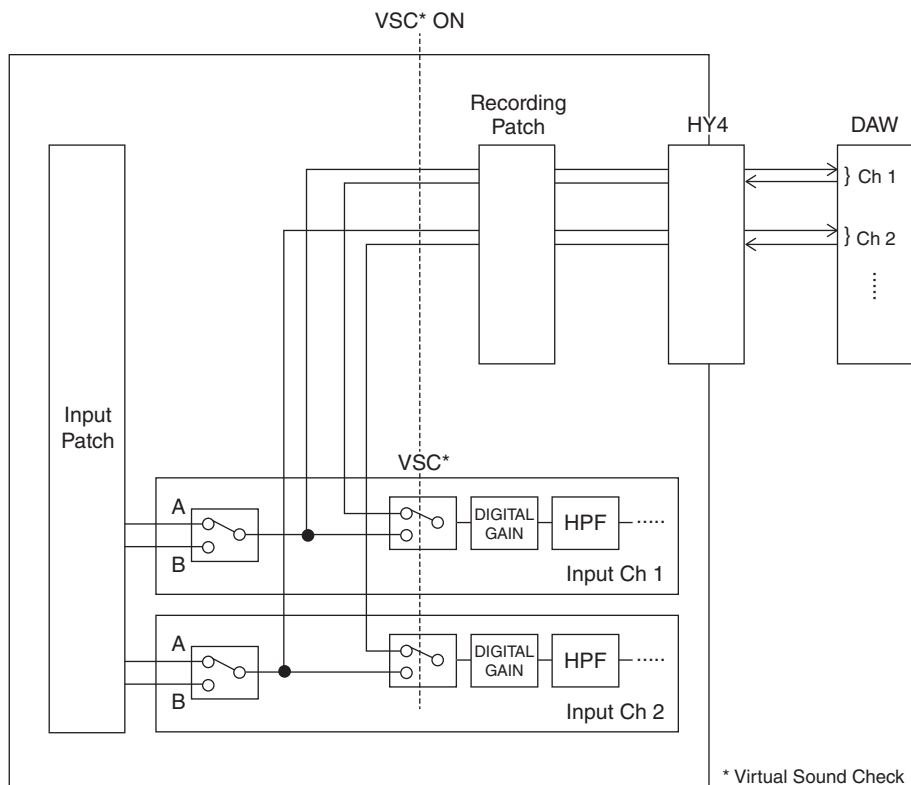 VSC* ON
Recording
Patch
HY4
DAW
} Ch 1
} Ch 2
Input
Patch
VSC*
A
B
DIGITAL
GAIN
HPF
Input Ch 1
A
B
DIGITAL
GAIN
HPF
Input Ch 2
* Virtual Sound Check